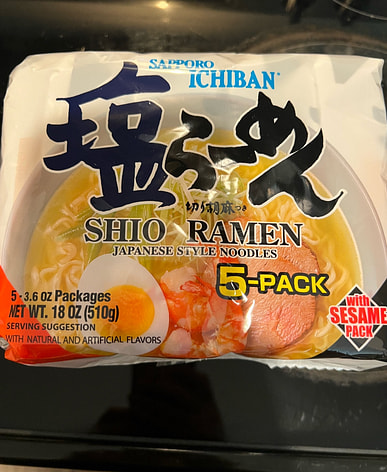 SAPPORO
ICHIBAN®
塩らーめん
切り胡麻つき
SHIO RAMEN
JAPANESE STYLE NOODLES
5-PACK
5 - 3.6 OZ Packages
NET WT. 18 OZ (510g)
SERVING SUGGESTION
WITH NATURAL AND ARTIFICIAL FLAVORS
with
SESAME
PACK